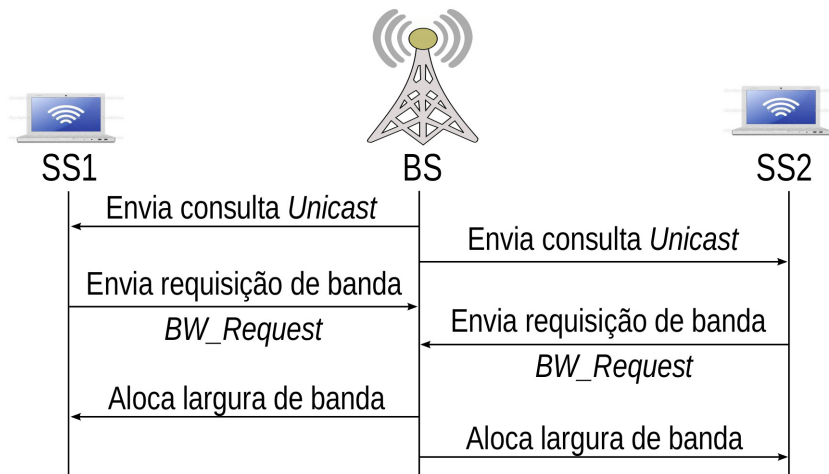 SS1
BS
SS2
Envia consulta Unicast
Envia consulta Unicast
Envia requisição de banda
BW_Request
Envia requisição de banda
BW_Request
Aloca largura de banda
Aloca largura de banda